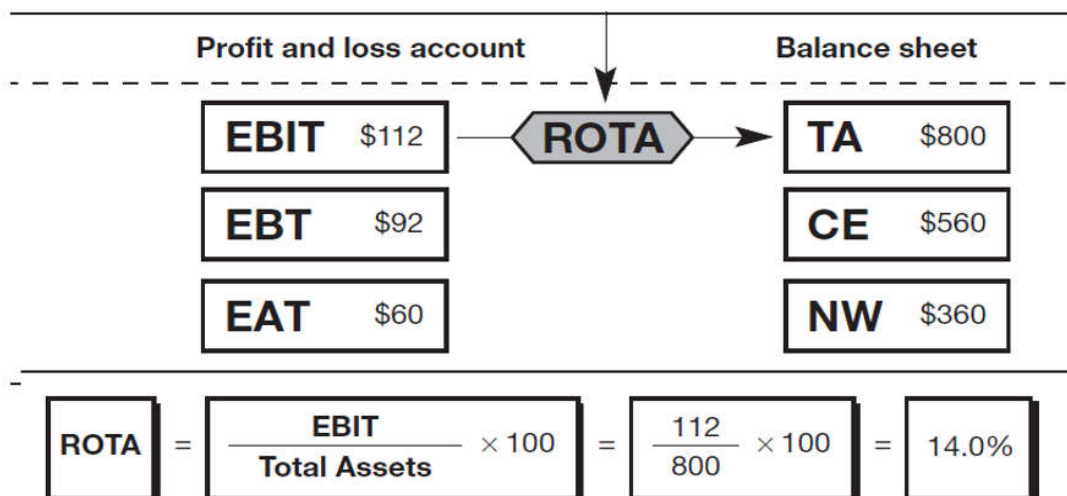 Profit and loss account Balance sheet
EBIT $112 ROTA TA $800
EBT $92 CE $560
EAT $60 NW $360
ROTA = EBIT / Total Assets × 100 = 112 / 800 × 100 = 14.0%